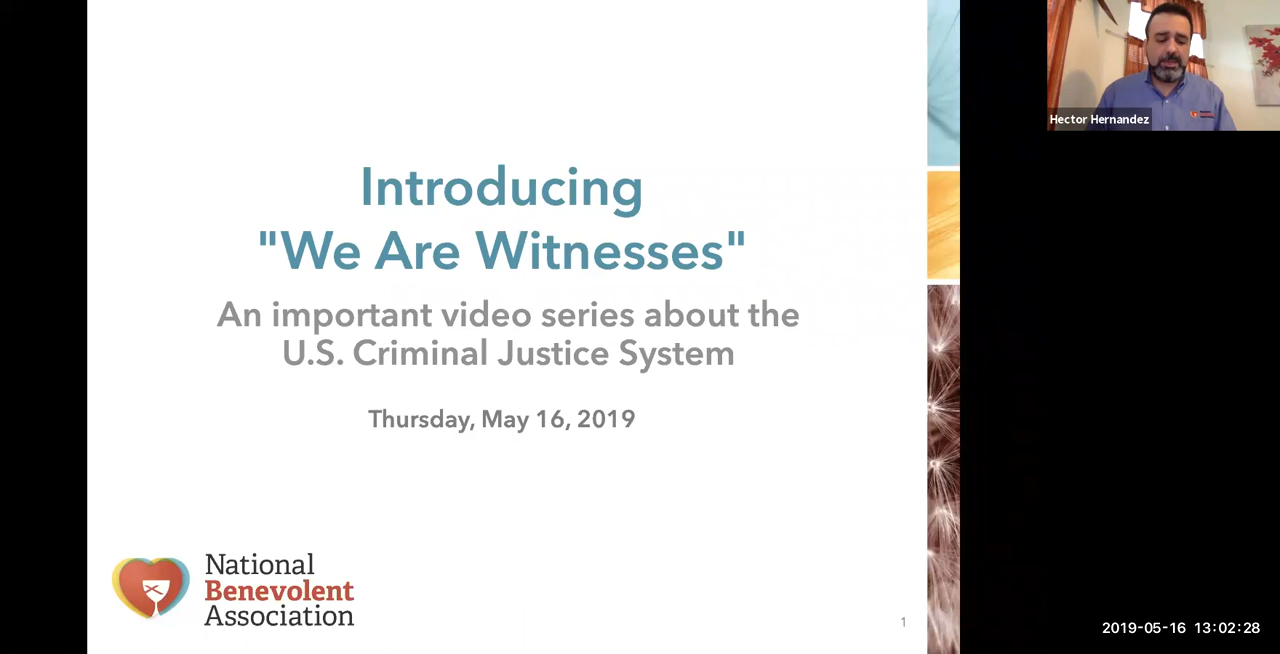 Introducing
"We Are Witnesses"
An important video series about the
U.S. Criminal Justice System
Thursday, May 16, 2019
National
Benevolent
Association
1
Hector Hernandez
2019-05-16 13:02:28